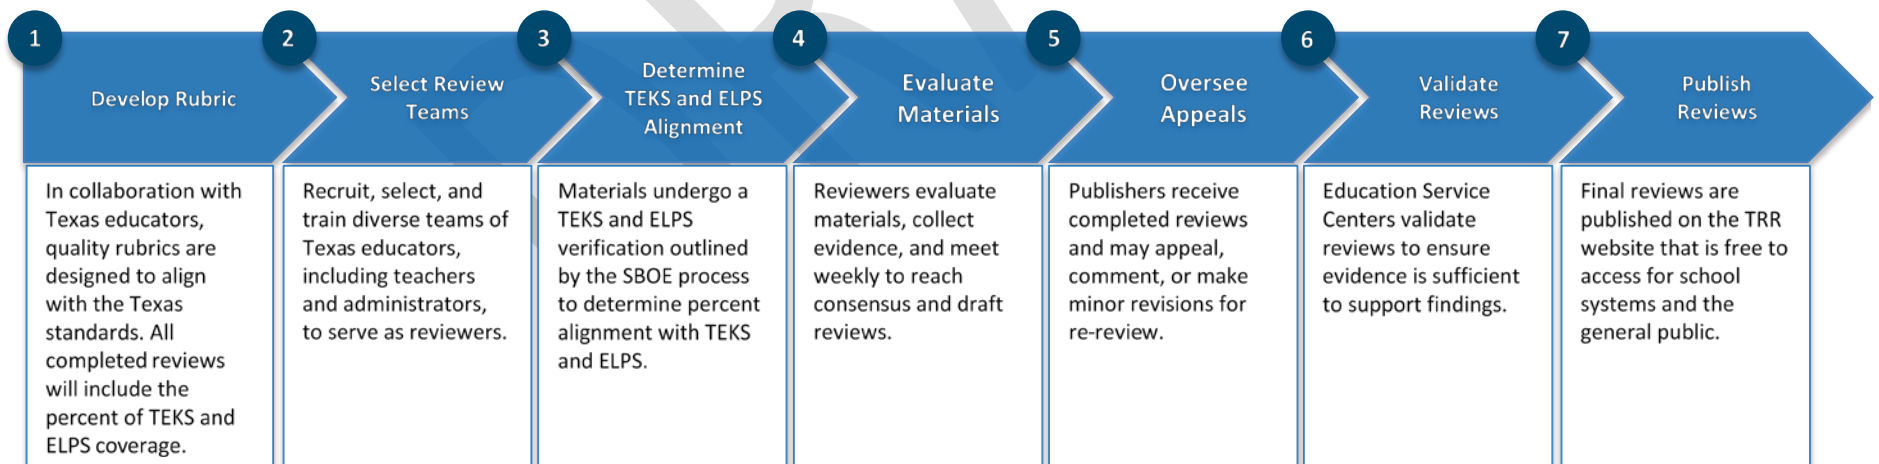 1
Develop Rubric
In collaboration with
Texas educators,
quality rubrics are
designed to align
with the Texas
standards. All
completed reviews
will include the
percent of TEKS and
ELPS coverage.
2
Select Review
Teams
Recruit, select, and
train diverse teams of
Texas educators,
including teachers
and administrators,
to serve as reviewers.
3
Determine
TEKS and ELPS
Alignment
Materials undergo a
TEKS and ELPS
verification outlined
by the SBOE process
to determine percent
alignment with TEKS
and ELPS.
4
Evaluate
Materials
Reviewers evaluate
materials, collect
evidence, and meet
weekly to reach
consensus and draft
reviews.
5
Oversee
Appeals
Publishers receive
completed reviews
and may appeal,
comment, or make
minor revisions for
re-review.
6
Validate
Reviews
Education Service
Centers validate
reviews to ensure
evidence is sufficient
to support findings.
7
Publish
Reviews
Final reviews are
published on the TRR
website that is free to
access for school
systems and the
general public.